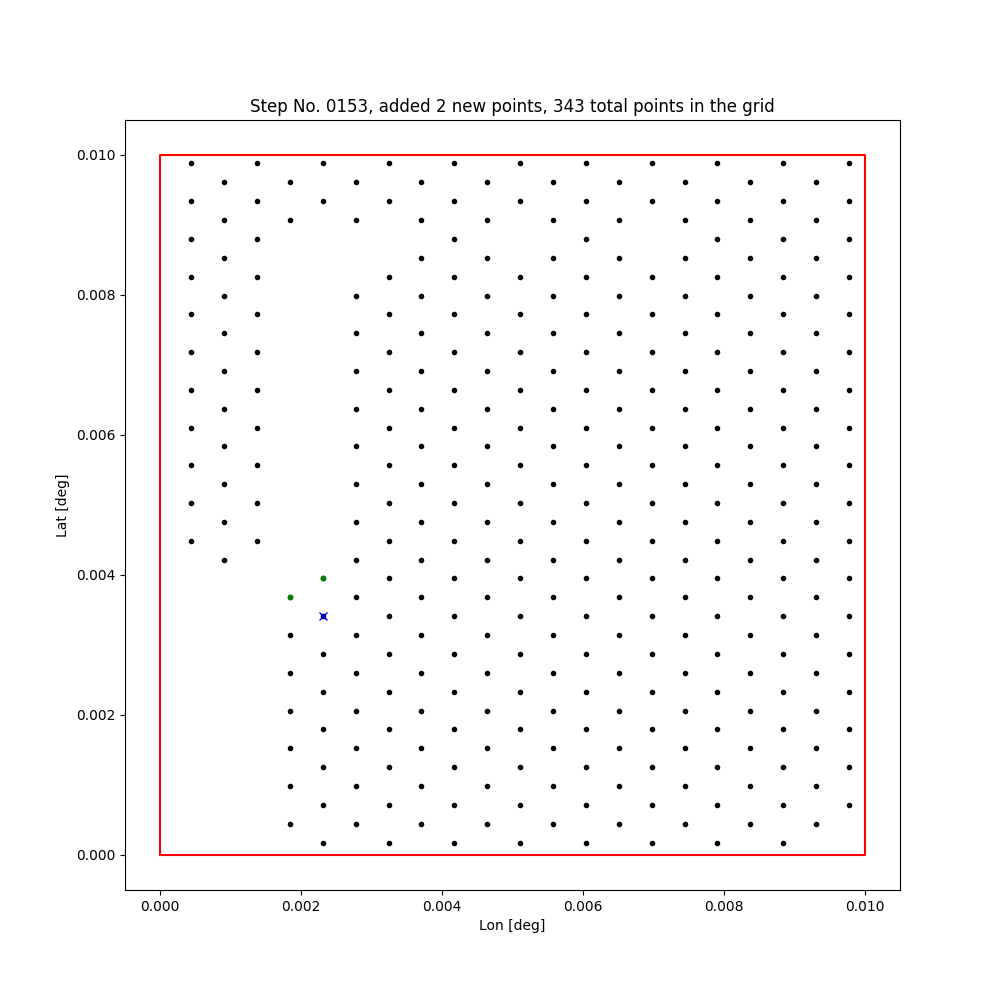 Step No. 0153, added 2 new points, 343 total points in the grid
0.010
0.008
0.006
0.004
0.002
0.000
Lat [deg]
0.000 0.002 0.004 0.006 0.008 0.010
Lon [deg]